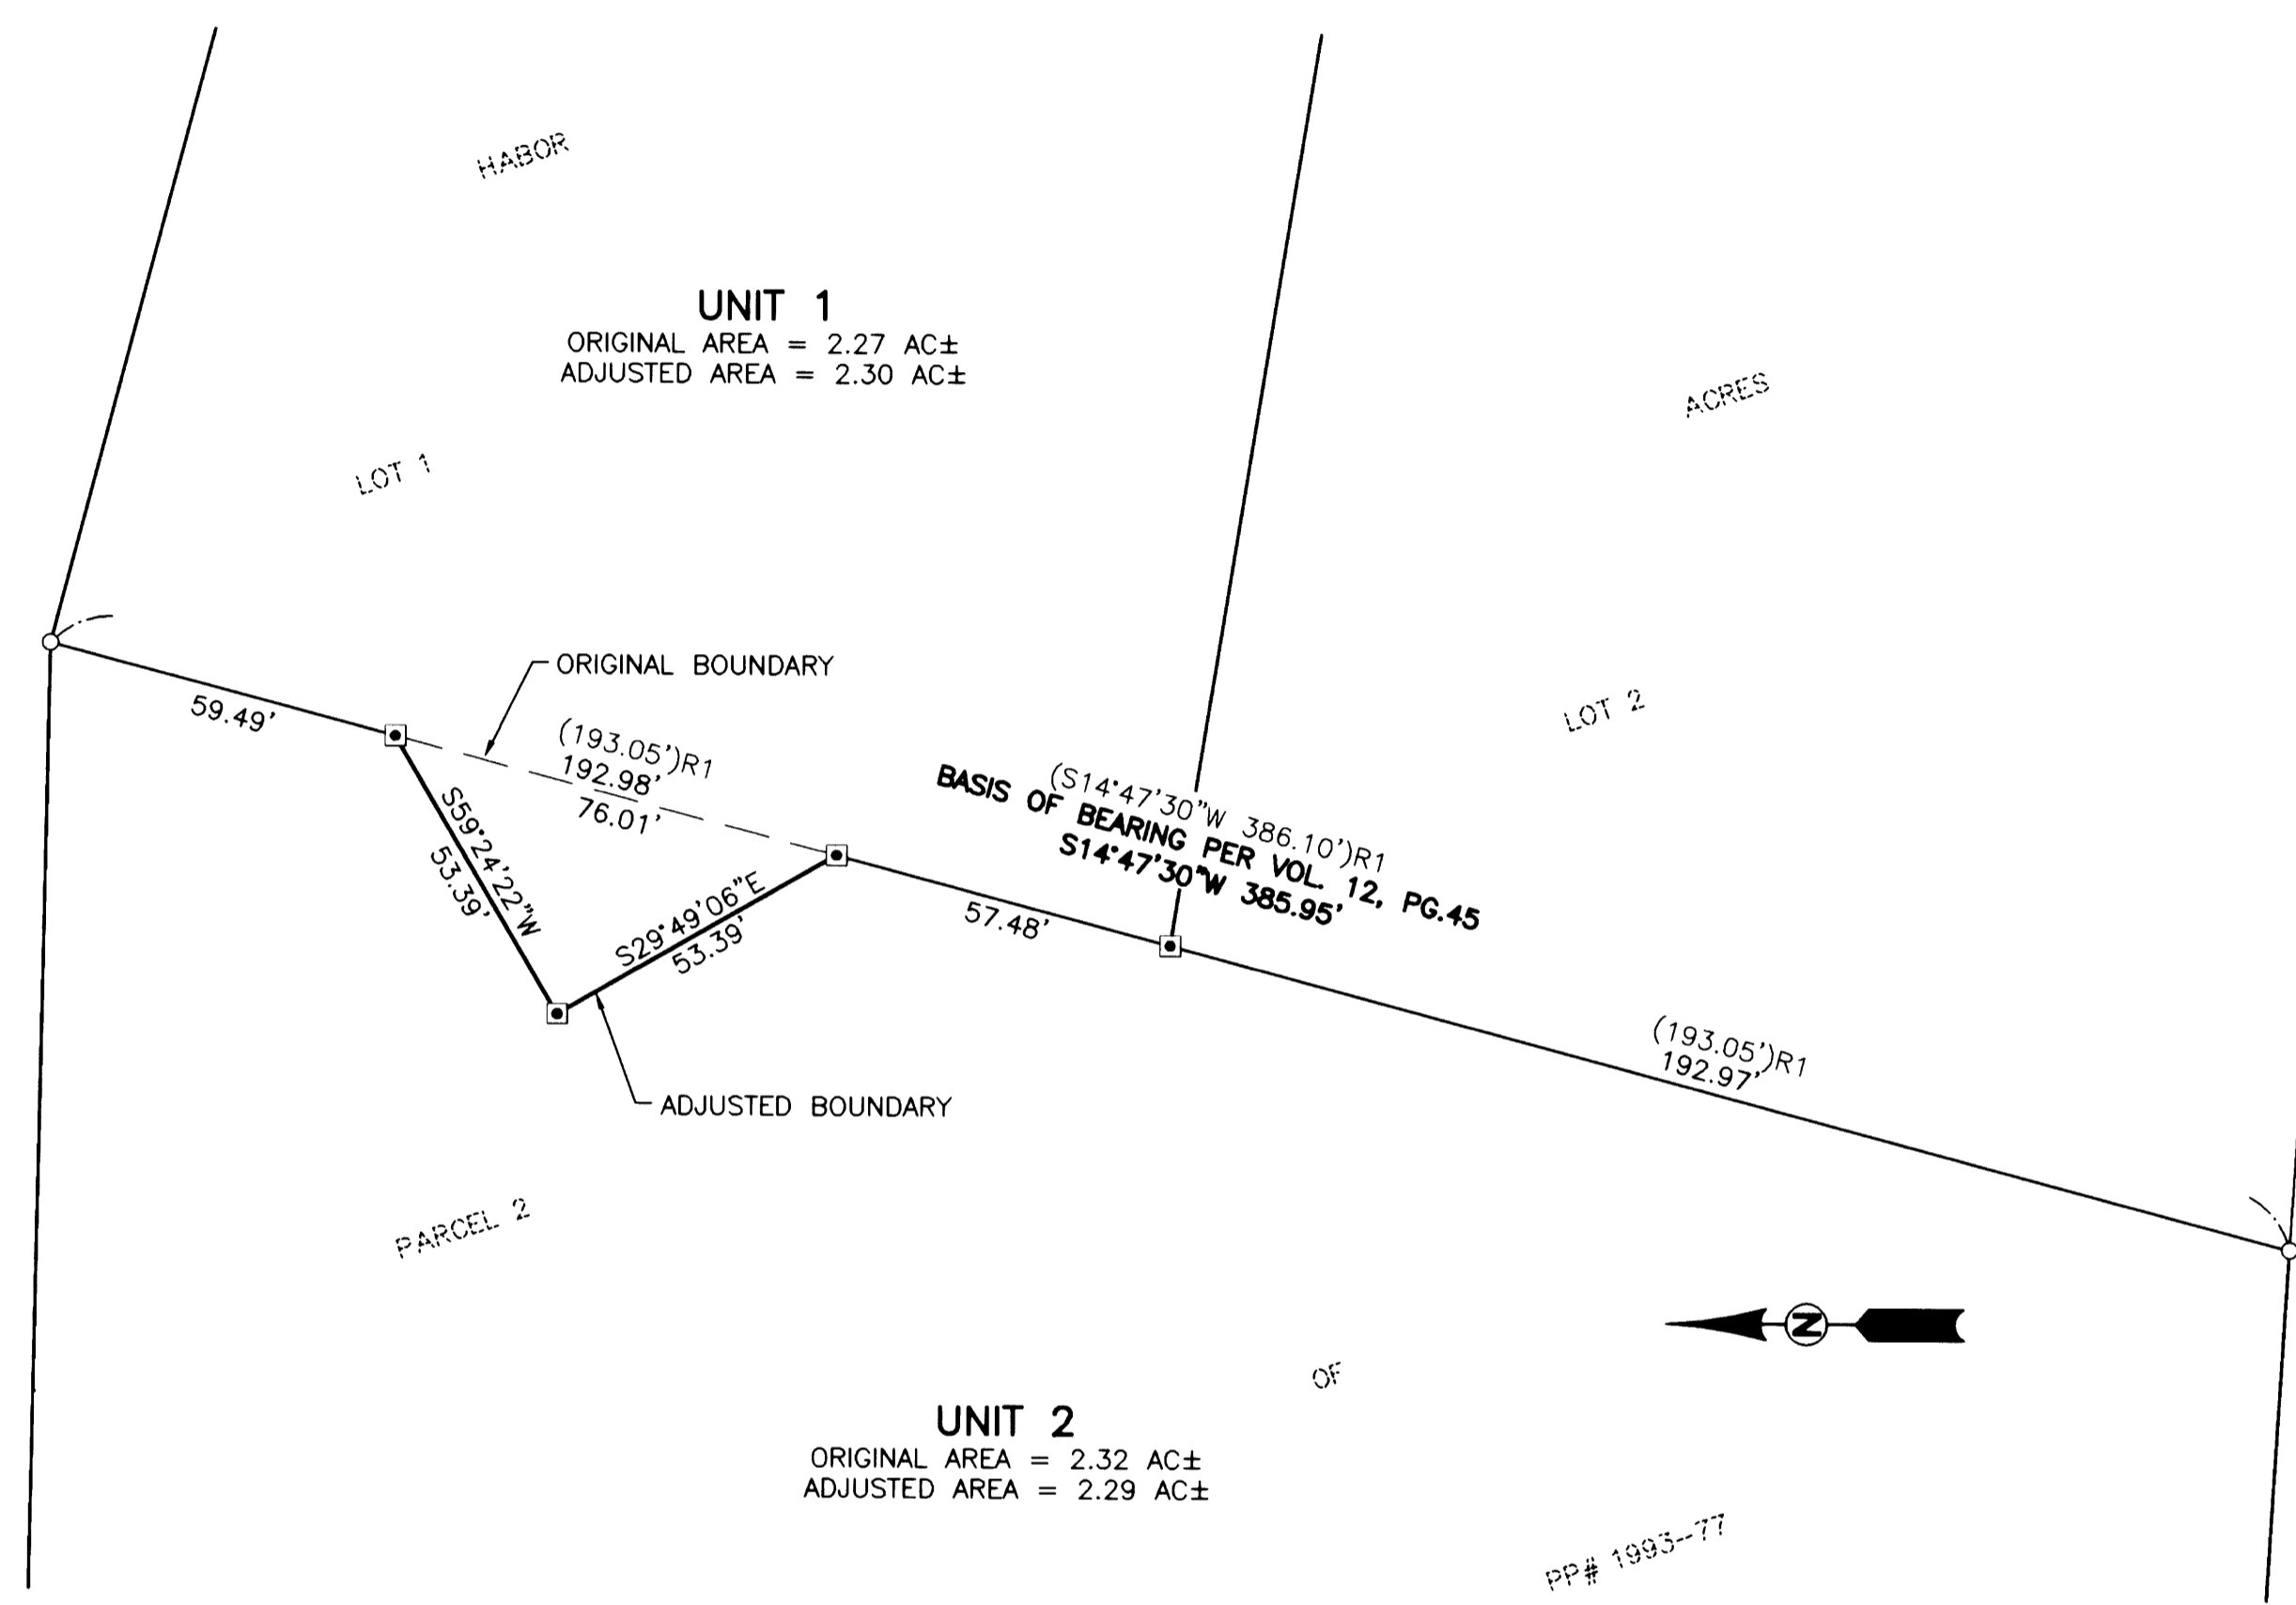 HABOR
UNIT 1
ORIGINAL AREA = 2.27 AC±
ADJUSTED AREA = 2.30 AC±
ACRES
LOT 1
ORIGINAL BOUNDARY
LOT 2
59.49'
(193.05')R1
192.98'
76.01'
(S14°47'30"W 386.10')R1
BASIS OF BEARING PER VOL. 12, PG.45
S14°47'30"W 385.95'
S59°24'22"W
53.39'
S29°49'06"E
53.39'
57.48'
(193.05')R1
192.97'
ADJUSTED BOUNDARY
PARCEL 2
N
OF
UNIT 2
ORIGINAL AREA = 2.32 AC±
ADJUSTED AREA = 2.29 AC±
PP# 1993-77